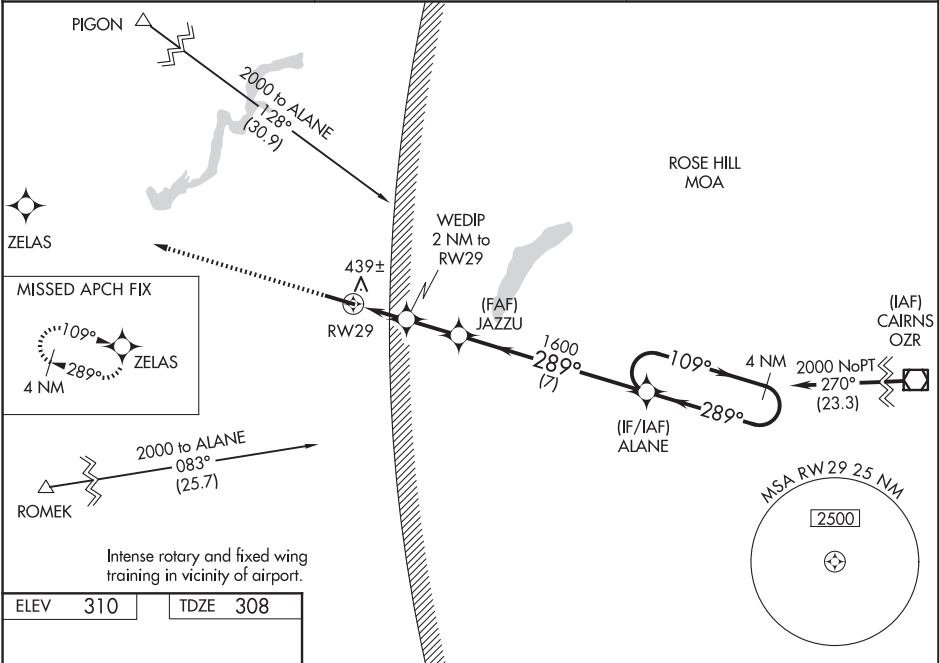 PIGON
2000 to ALANE
128°
(30.9)
ROSE HILL
MOA
ZELAS
WEDIP
2 NM to
RW29
439±
RW29
(FAF)
JAZZU
MISSED APCH FIX
109°
ZELAS
289°
4 NM
1600
289°
(7)
109°
4 NM
289°
(IF/IAF)
ALANE
2000 NoPT
270°
(23.3)
(IAF)
CAIRNS
OZR
2000 to ALANE
083°
(25.7)
ROMEK
MSA RW 29 25 NM
2500
Intense rotary and fixed wing
training in vicinity of airport.
ELEV 310
TDZE 308